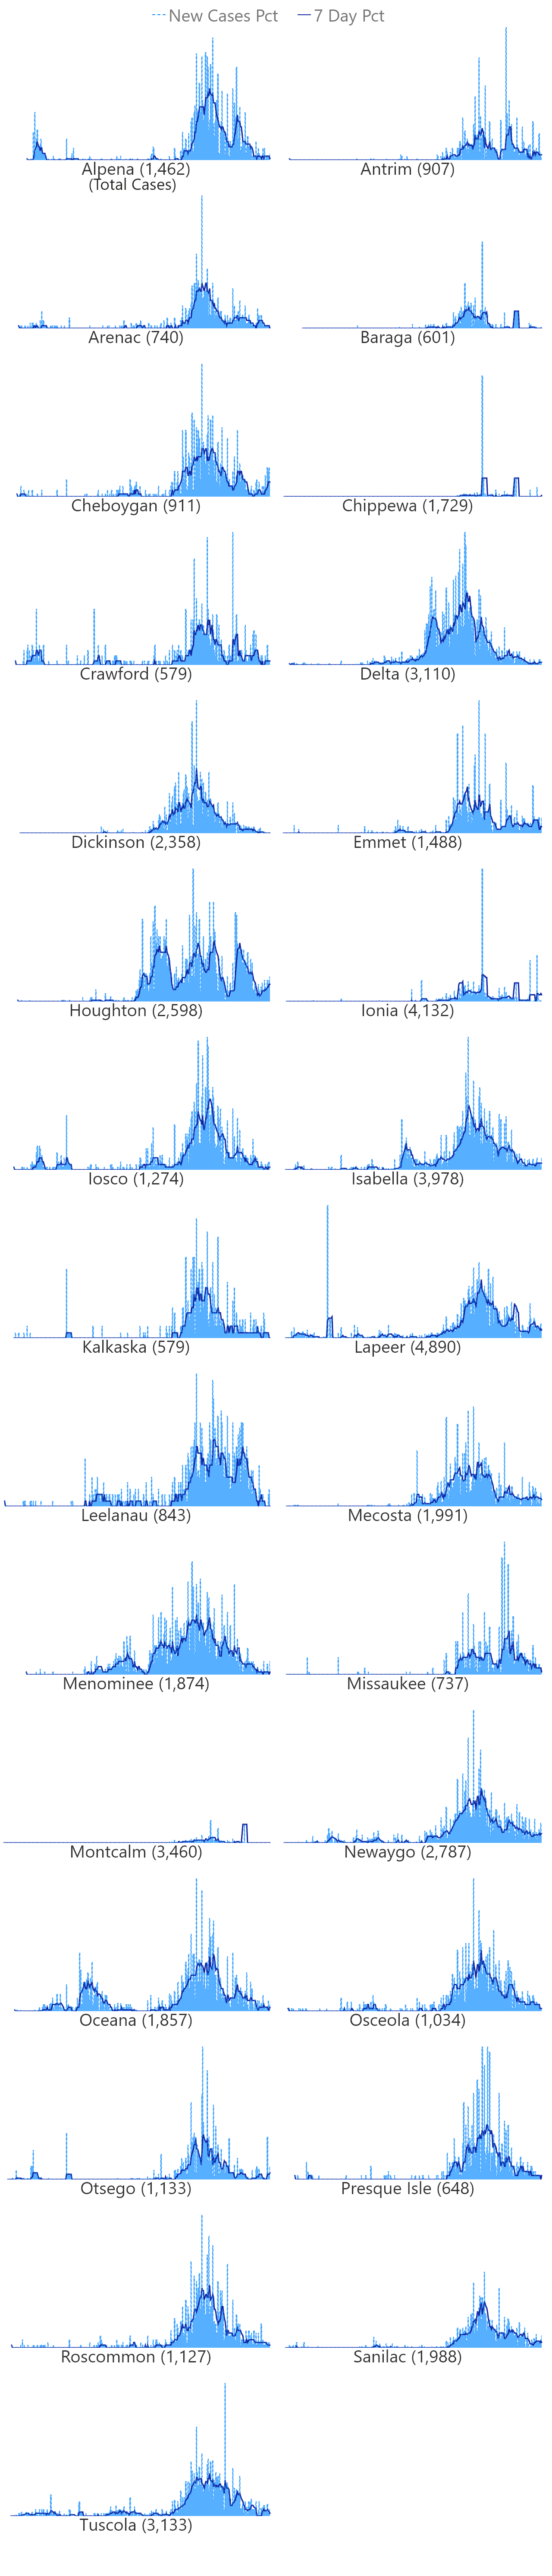 New Cases Pct 7 Day Pct
Alpena (1,462) Antrim (907)
(Total Cases)
Arenac (740) Baraga (601)
Cheboygan (911) Chippewa (1,729)
Crawford (579) Delta (3,110)
Dickinson (2,358) Emmet (1,488)
Houghton (2,598) Ionia (4,132)
Iosco (1,274) Isabella (3,978)
Kalkaska (579) Lapeer (4,890)
Leelanau (843) Mecosta (1,991)
Menominee (1,874) Missaukee (737)
Montcalm (3,460) Newaygo (2,787)
Oceana (1,857) Osceola (1,034)
Otsego (1,133) Presque Isle (648)
Roscommon (1,127) Sanilac (1,988)
Tuscola (3,133)